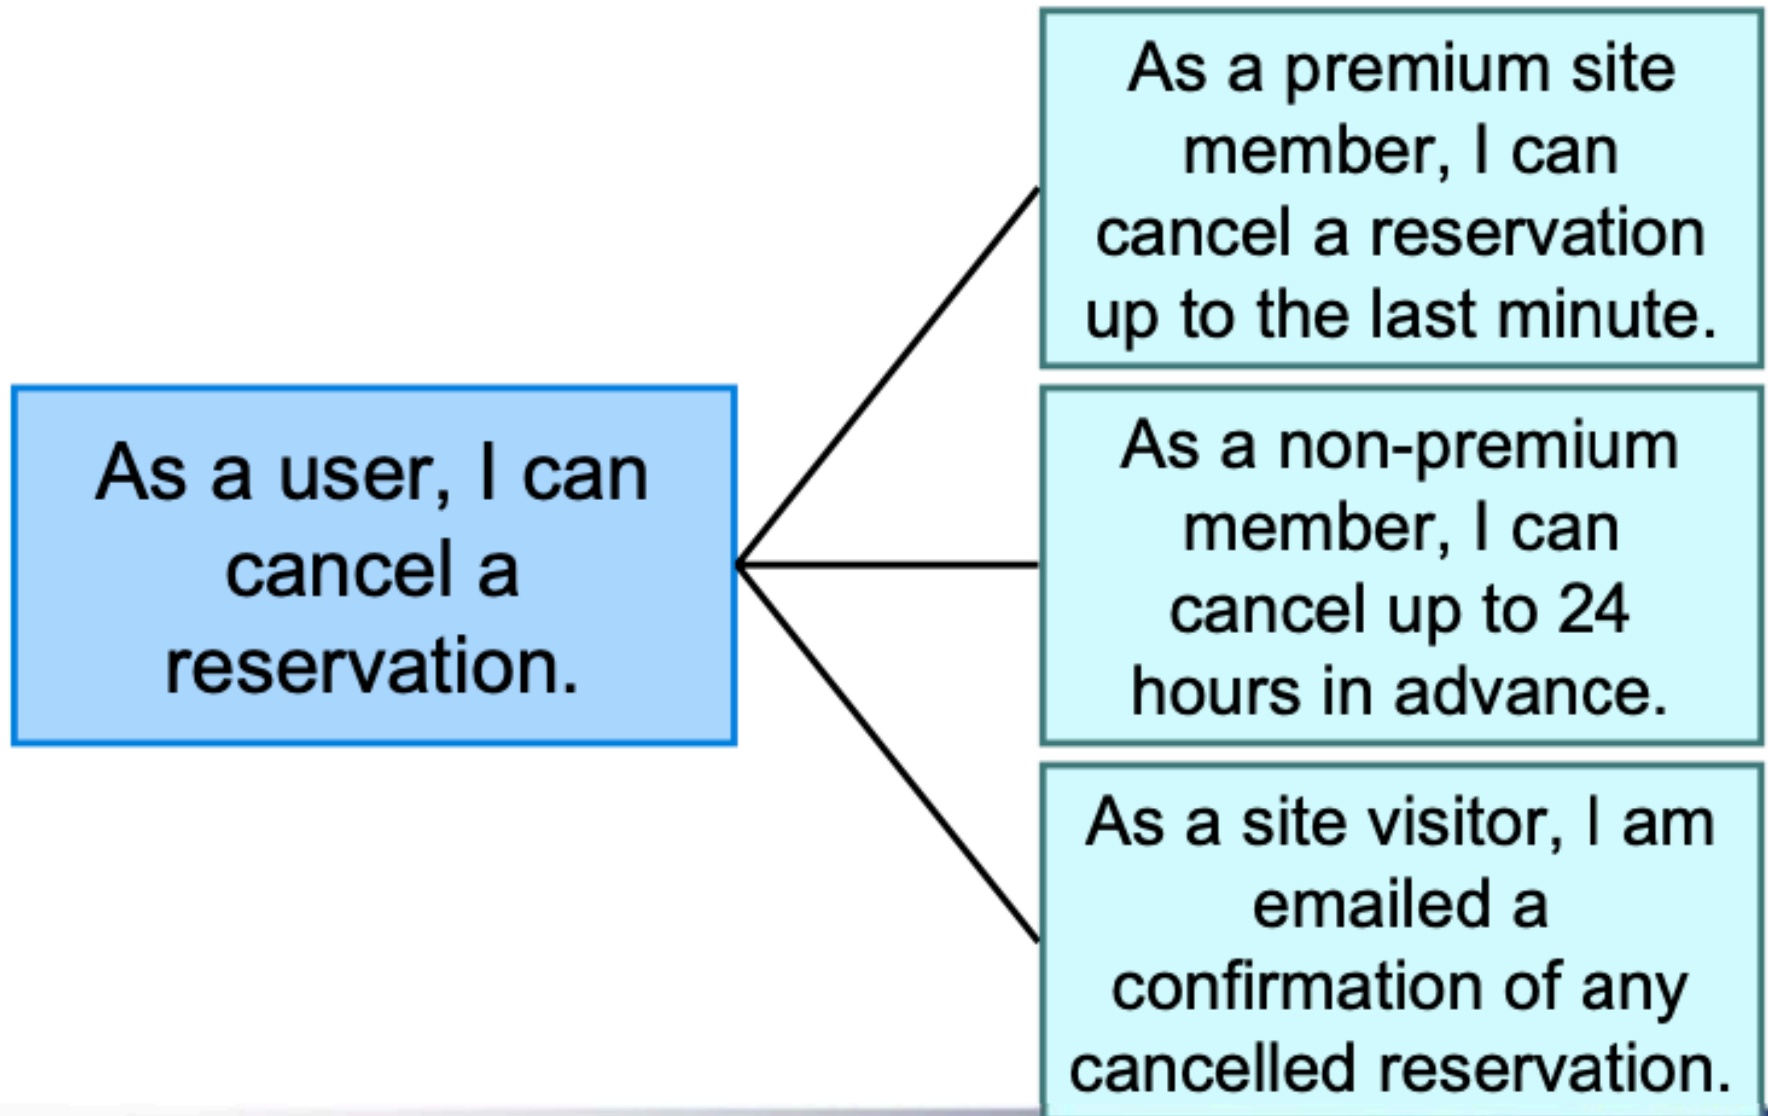 As a user, I can
cancel a
reservation.
As a premium site
member, I can
cancel a reservation
up to the last minute.
As a non-premium
member, I can
cancel up to 24
hours in advance.
As a site visitor, I am
emailed a
confirmation of any
cancelled reservation.